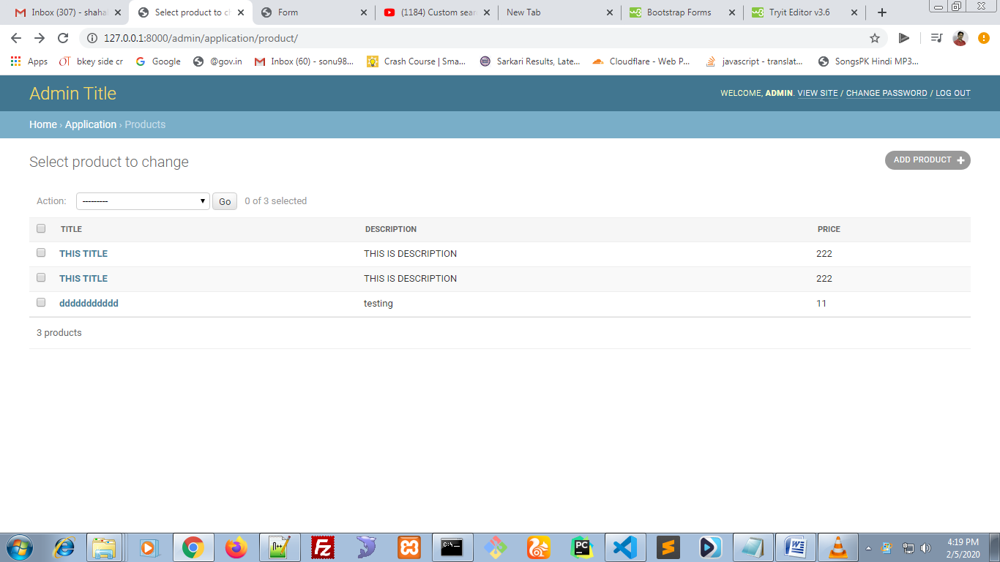 Inbox (307) - shahal
Select product to ch
Form
(1184) Custom sear
New Tab
Bootstrap Forms
Tryit Editor v3.6
127.0.0.1:8000/admin/application/product/
Apps
bkey side cr
Google
@gov.in
Inbox (60) - sonu98...
Crash Course | Sma...
Sarkari Results, Late...
Cloudflare - Web P...
javascript - translat...
SongsPK Hindi MP3...
Admin Title
WELCOME, ADMIN. VIEW SITE / CHANGE PASSWORD / LOG OUT
Home › Application › Products
Select product to change
ADD PRODUCT +
Action: --------- Go 0 of 3 selected
TITLE DESCRIPTION PRICE
THIS TITLE THIS IS DESCRIPTION 222
THIS TITLE THIS IS DESCRIPTION 222
ddddddddddd testing 11
3 products
4:19 PM
2/5/2020